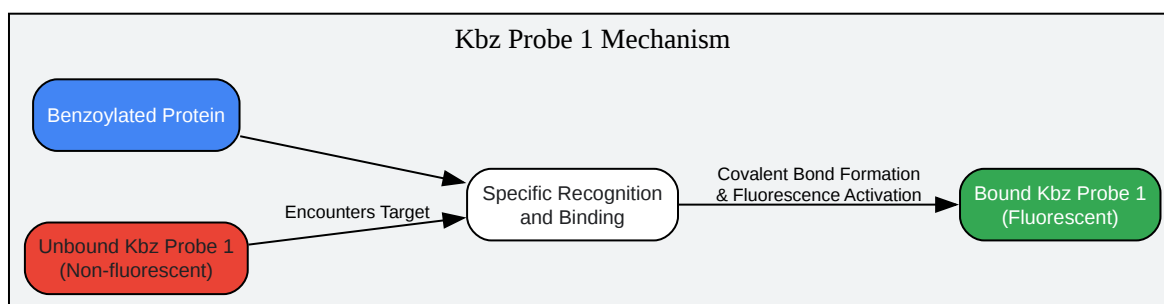 Kbz Probe 1 Mechanism
Benzoylated Protein
Unbound Kbz Probe 1
(Non-fluorescent)
Encounters Target
Specific Recognition
and Binding
Covalent Bond Formation
& Fluorescence Activation
Bound Kbz Probe 1
(Fluorescent)